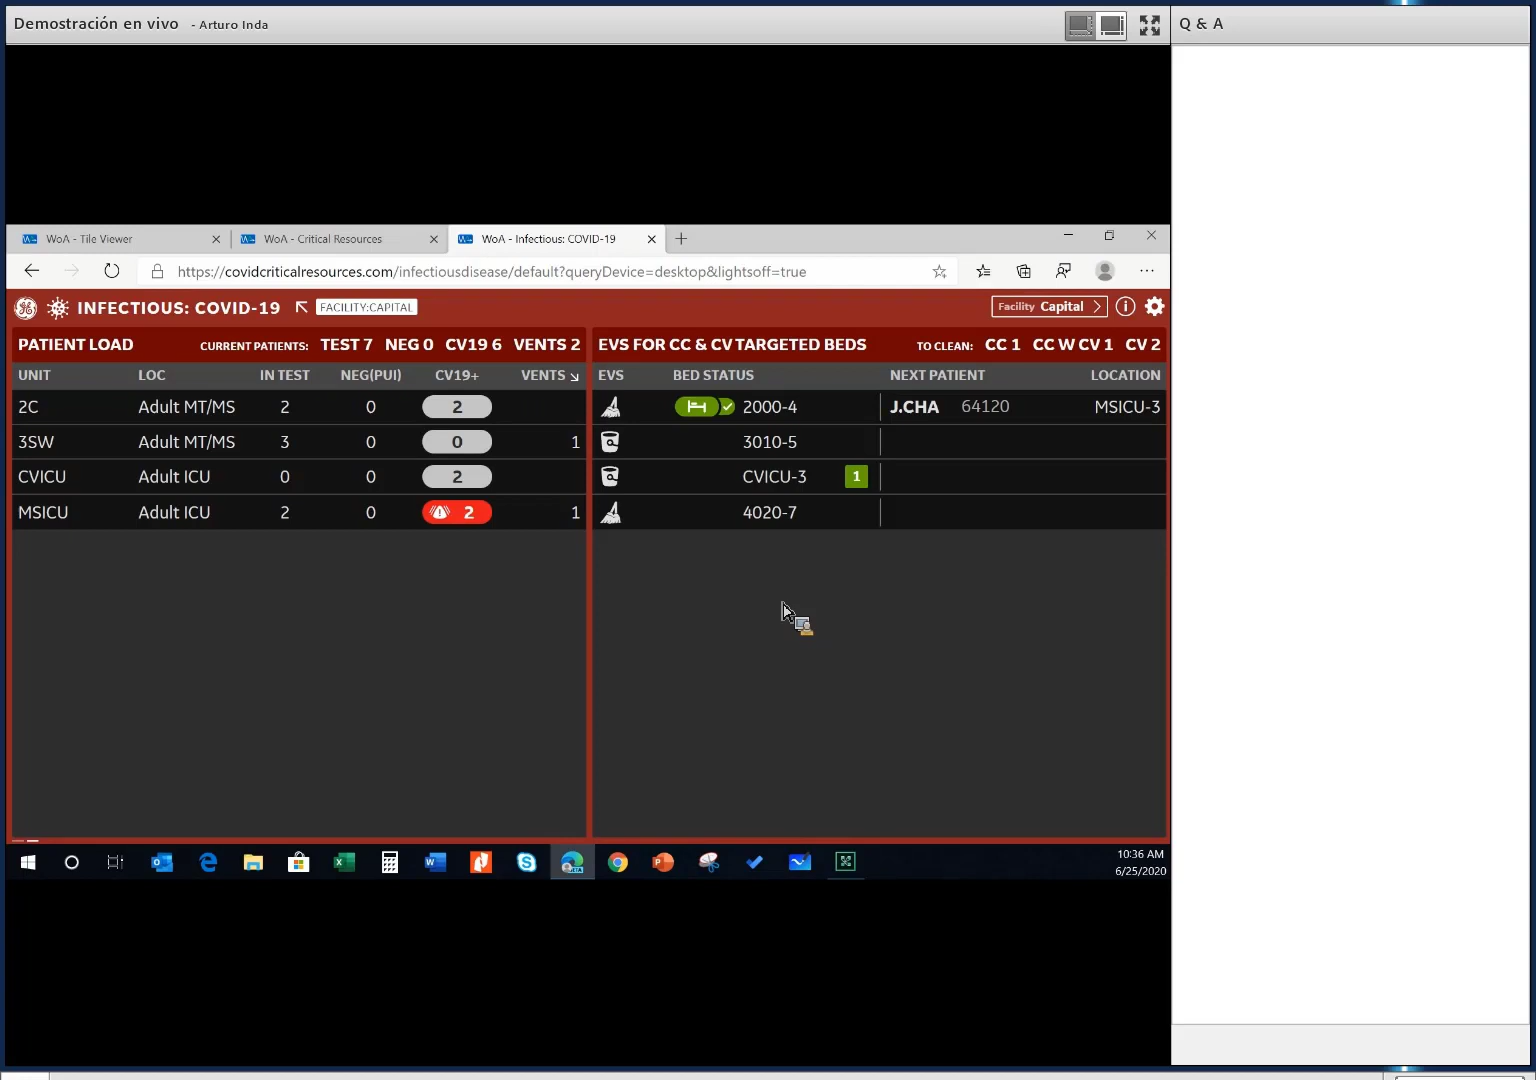 Demostración en vivo - Arturo Inda
Q & A
WoA - Tile Viewer
WoA - Critical Resources
WoA - Infectious: COVID-19
https://covidcriticalresources.com/infectiousdisease/default?queryDevice=desktop&lightsoff=true
INFECTIOUS: COVID-19 FACILITY:CAPITAL
Facility Capital
PATIENT LOAD CURRENT PATIENTS: TEST 7 NEG 0 CV19 6 VENTS 2
UNIT LOC IN TEST NEG(PUI) CV19+ VENTS
2C Adult MT/MS 2 0 2
3SW Adult MT/MS 3 0 0 1
CVICU Adult ICU 0 0 2
MSICU Adult ICU 2 0 2 1
EVS FOR CC & CV TARGETED BEDS TO CLEAN: CC 1 CC W CV 1 CV 2
EVS BED STATUS NEXT PATIENT LOCATION
2000-4 J.CHA 64120 MSICU-3
3010-5
CVICU-3 1
4020-7
10:36 AM
6/25/2020